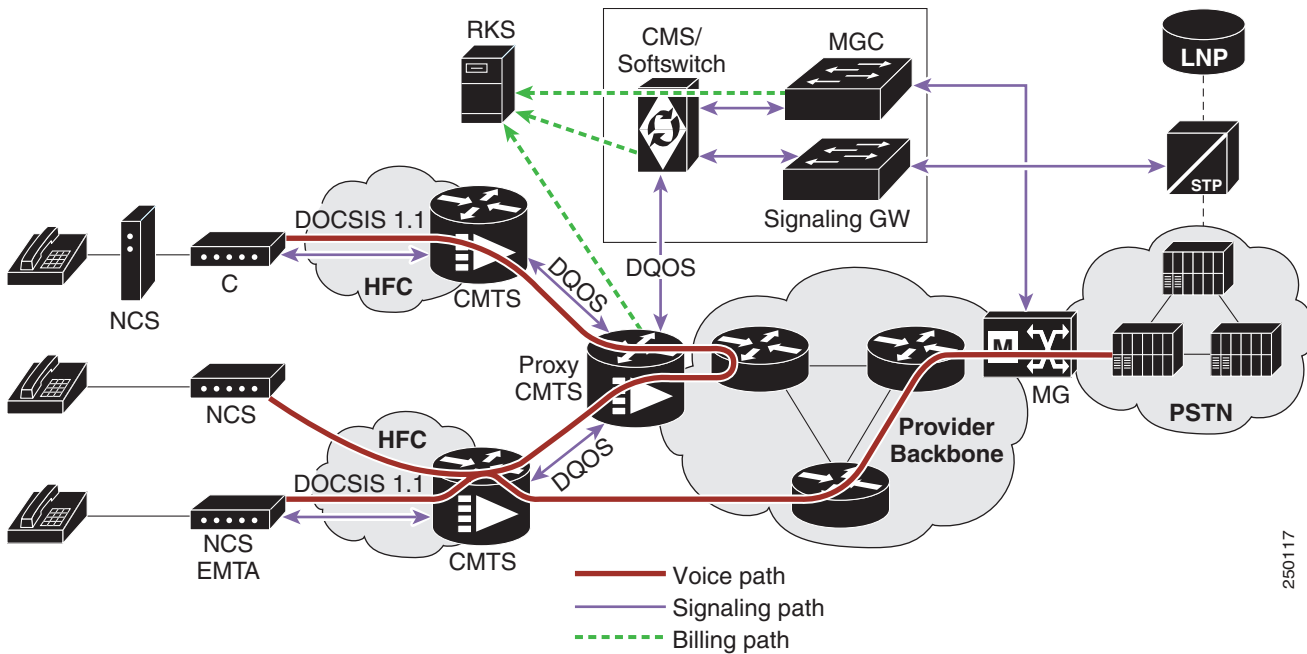 RKS
CMS/
Softswitch
MGC
LNP
STP
Signaling GW
DOCSIS 1.1
HFC
CMTS
C
NCS
DQOS
DQOS
Proxy
CMTS
NCS
HFC
DOCSIS 1.1
DQOS
CMTS
NCS
EMTA
Provider
Backbone
M
MG
PSTN
Voice path
Signaling path
Billing path
250117